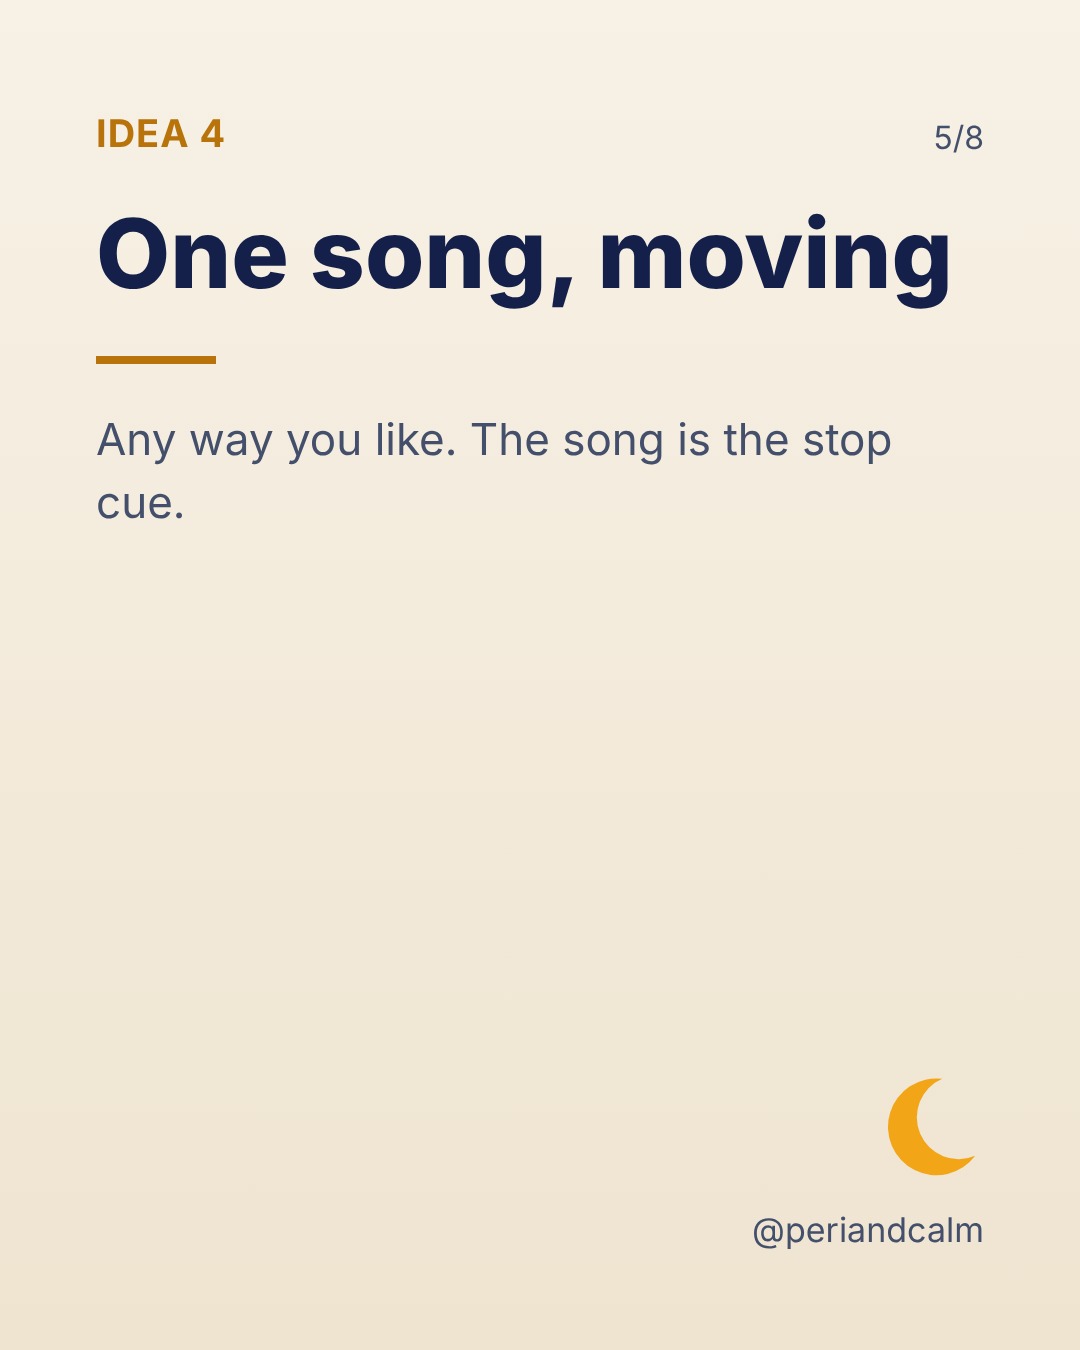 IDEA 4
5/8
One song, moving
Any way you like. The song is the stop
cue.
@periandcalm